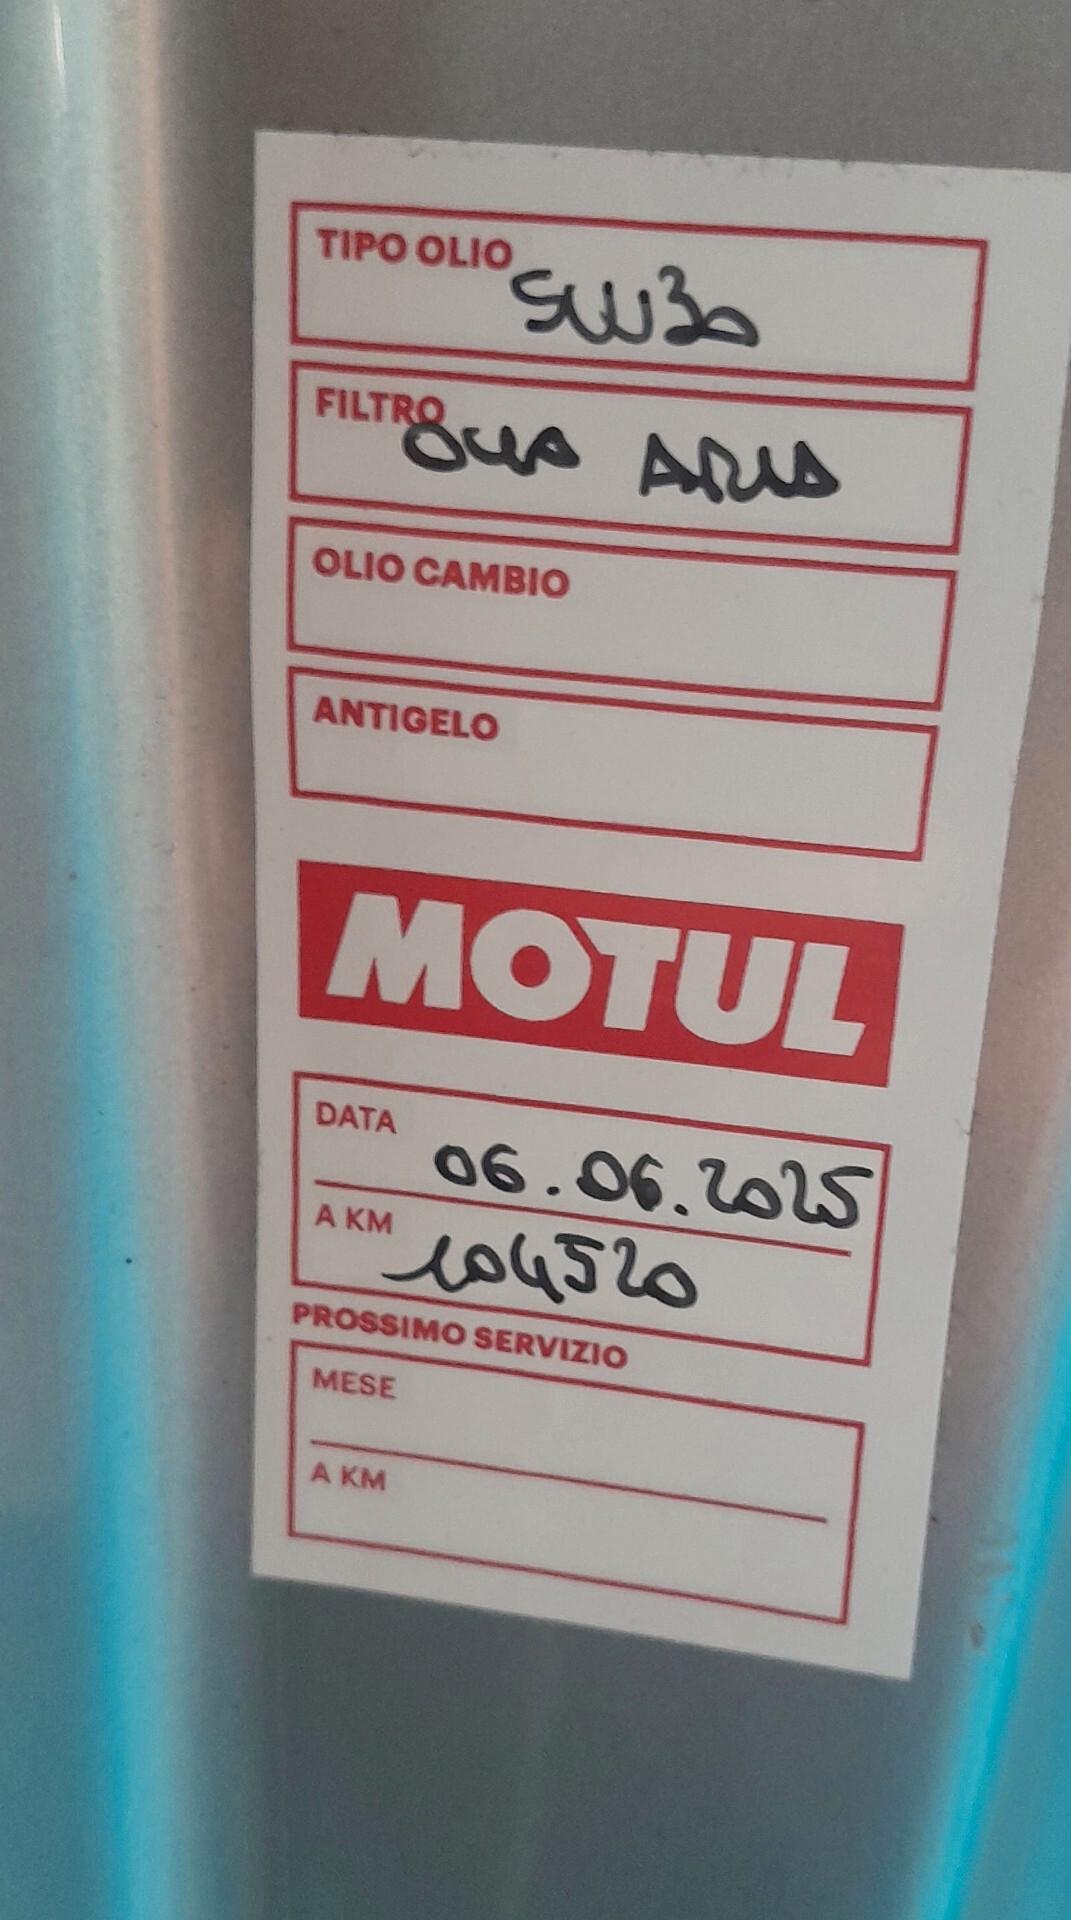 TIPO OLIO
5W30
FILTRO
OLIO ARIA
OLIO CAMBIO
ANTIGELO
MOTUL
DATA
06.06.2025
A KM
104520
PROSSIMO SERVIZIO
MESE
A KM